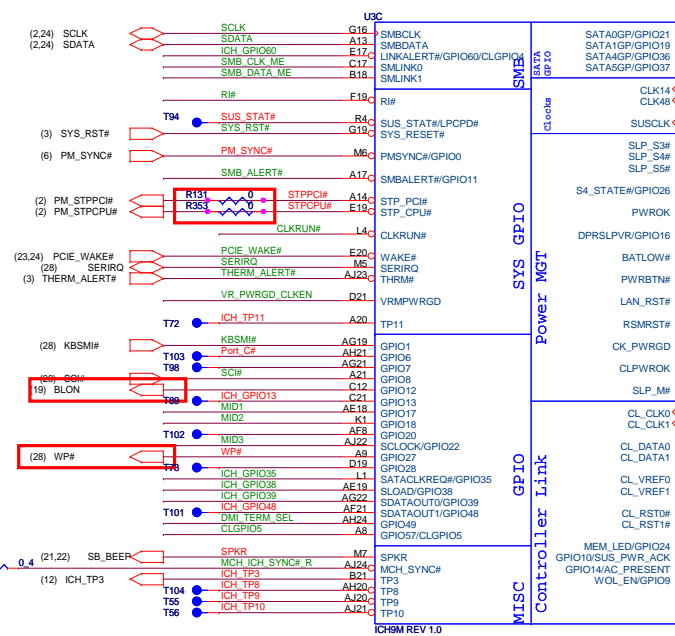 U3C
(2,24) SCLK SCLK G16 SMBCLK SATA0GP/GPIO21
(2,24) SDATA SDATA A13 SMBDATA SATA1GP/GPIO19
ICH_GPIO60 E17 LINKALERT#/GPIO60/CLGPIO4 SATA4GP/GPIO36
SMB_CLK_ME C17 SMLINK0 SATA5GP/GPIO37
SMB_DATA_ME B18 SMLINK1
SMB
SATA GPIO
RI# F19 RI# CLK14
CLK48
Clocks
T94 SUS_STAT# R4 SUS_STAT#/LPCPD# SUSCLK
(3) SYS_RST# SYS_RST# G19 SYS_RESET#
SLP_S3#
(6) PM_SYNC# PM_SYNC# M6 PMSYNC#/GPIO0 SLP_S4#
SLP_S5#
SMB_ALERT# A17 SMBALERT#/GPIO11
S4_STATE#/GPIO26
(2) PM_STPPCI# R131 0 STPPCI# A14 STP_PCI#
(2) PM_STPCPU# R353 0 STPCPU# E19 STP_CPU# PWROK
CLKRUN# L4 CLKRUN# DPRSLPVR/GPIO16
SYS GPIO
Power MGT
(23,24) PCIE_WAKE# PCIE_WAKE# E20 WAKE# BATLOW#
(28) SERIRQ SERIRQ M5 SERIRQ
(3) THERM_ALERT# THERM_ALERT# AJ23 THRM# PWRBTN#
VR_PWRGD_CLKEN D21 VRMPWRGD LAN_RST#
T72 ICH_TP11 A20 TP11 RSMRST#
(28) KBSMI# KBSMI# AG19 GPIO1 CK_PWRGD
T103 Port_C# AH21 GPIO6
T98 AG21 GPIO7 CLPWROK
SCI# A21 GPIO8
(19) BLON C12 GPIO12 SLP_M#
T89 ICH_GPIO13 C21 GPIO13
MID1 AE18 GPIO17 CL_CLK0
MID2 K1 GPIO18 CL_CLK1
T102 AF8 GPIO20
MID3 AJ22 SCLOCK/GPIO22 CL_DATA0
(28) WP# WP# A9 GPIO27 CL_DATA1
T73 D19 GPIO28
ICH_GPIO35 L1 SATACLKREQ#/GPIO35 CL_VREF0
ICH_GPIO38 AE19 SLOAD/GPIO38 CL_VREF1
ICH_GPIO39 AG22 SDATAOUT0/GPIO39
T101 ICH_GPIO48 AF21 SDATAOUT1/GPIO48 CL_RST0#
DMI_TERM_SEL AH24 GPIO49 CL_RST1#
CLGPIO5 A8 GPIO57/CLGPIO5
GPIO
Controller Link
MEM_LED/GPIO24
(21,22) SB_BEEP SPKR M7 SPKR GPIO10/SUS_PWR_ACK
0_4 MCH_ICH_SYNC#_R AJ24 MCH_SYNC# GPIO14/AC_PRESENT
(12) ICH_TP3 ICH_TP3 B21 TP3 WOL_EN/GPIO9
T104 ICH_TP8 AH20 TP8
T55 ICH_TP9 AJ20 TP9
T56 ICH_TP10 AJ21 TP10
MISC
ICH9M REV 1.0